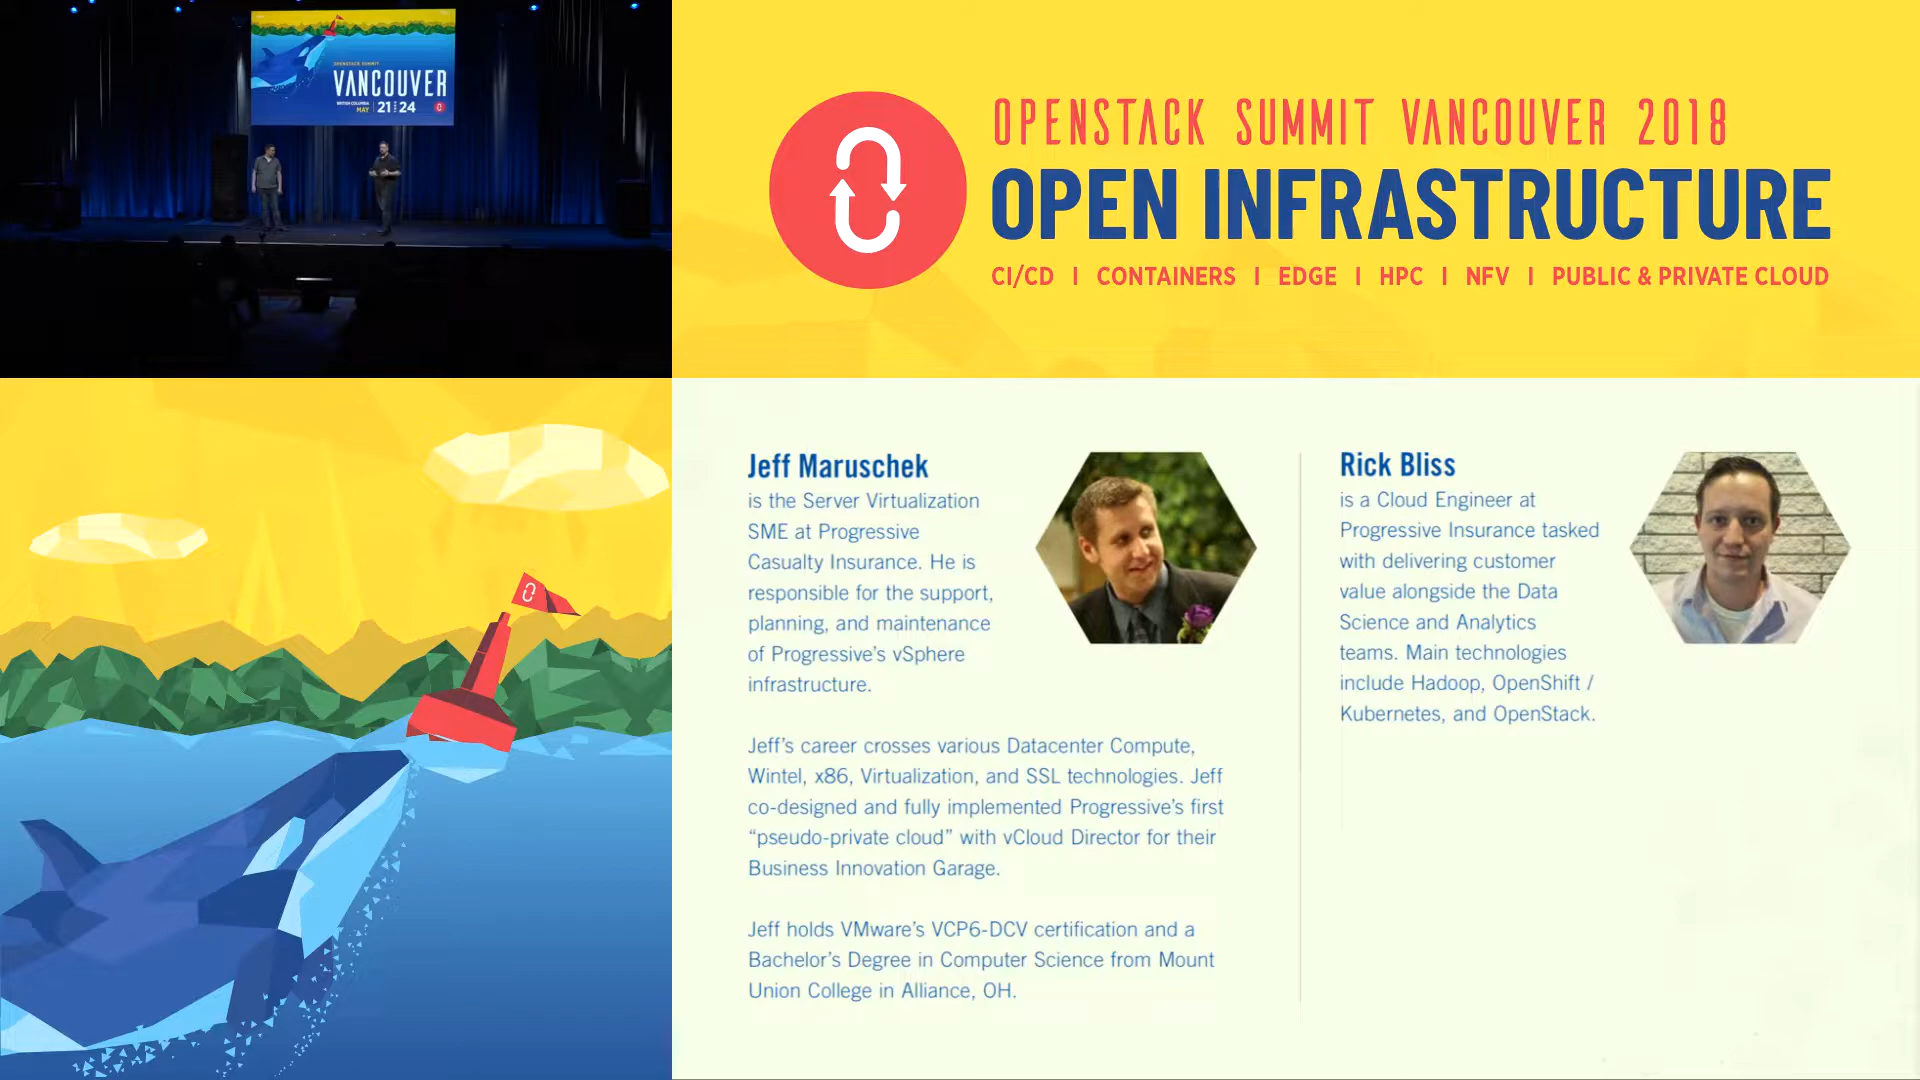 OPENSTACK SUMMIT
VANCOUVER
BRITISH COLUMBIA
MAY
21
24
OPENSTACK SUMMIT VANCOUVER 2018
OPEN INFRASTRUCTURE
CI/CD | CONTAINERS | EDGE | HPC | NFV | PUBLIC & PRIVATE CLOUD
Jeff Maruschek
is the Server Virtualization
SME at Progressive
Casualty Insurance. He is
responsible for the support,
planning, and maintenance
of Progressive's vSphere
infrastructure.
Jeff's career crosses various Datacenter Compute,
Wintel, x86, Virtualization, and SSL technologies. Jeff
co-designed and fully implemented Progressive's first
“pseudo-private cloud” with vCloud Director for their
Business Innovation Garage.
Jeff holds VMware's VCP6-DCV certification and a
Bachelor's Degree in Computer Science from Mount
Union College in Alliance, OH.
Rick Bliss
is a Cloud Engineer at
Progressive Insurance tasked
with delivering customer
value alongside the Data
Science and Analytics
teams. Main technologies
include Hadoop, OpenShift /
Kubernetes, and OpenStack.